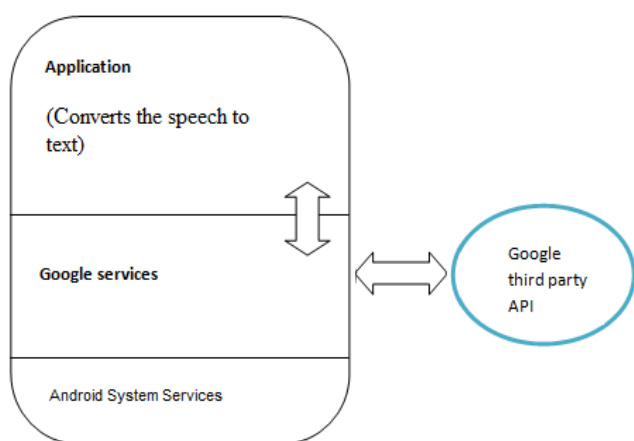 Application
(Converts the speech to
text)
Google services
Google
third party
API
Android System Services